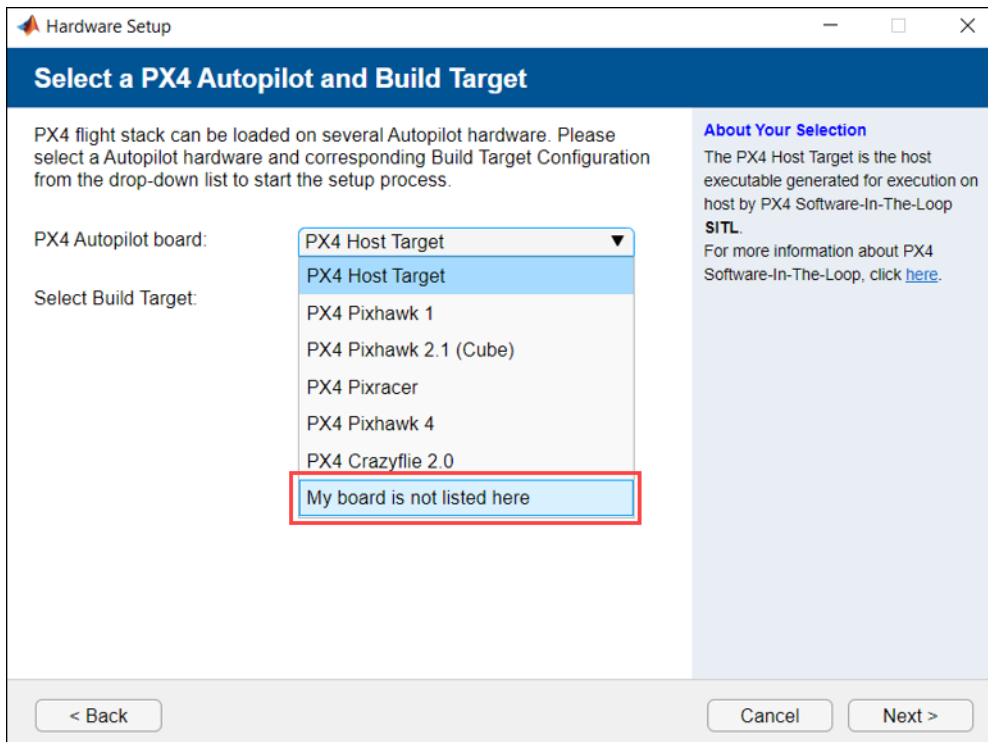 Hardware Setup
Select a PX4 Autopilot and Build Target
PX4 flight stack can be loaded on several Autopilot hardware. Please
select a Autopilot hardware and corresponding Build Target Configuration
from the drop-down list to start the setup process.
PX4 Autopilot board:
PX4 Host Target
PX4 Host Target
Select Build Target:
PX4 Pixhawk 1
PX4 Pixhawk 2.1 (Cube)
PX4 Pixracer
PX4 Pixhawk 4
PX4 Crazyflie 2.0
My board is not listed here
About Your Selection
The PX4 Host Target is the host
executable generated for execution on
host by PX4 Software-In-The-Loop
SITL.
For more information about PX4
Software-In-The-Loop, click here.
< Back
Cancel
Next >